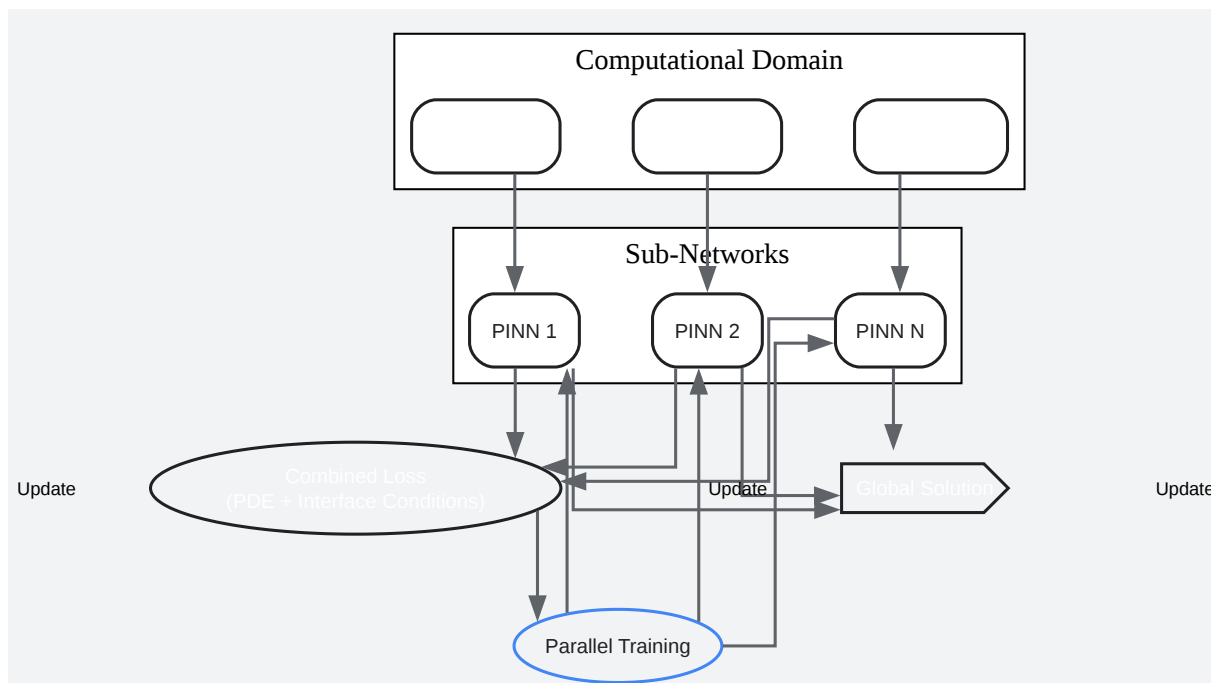 Computational Domain
Sub-Networks
PINN 1
PINN 2
PINN N
Combined Loss
(PDE + Interface Conditions)
Update
Update
Global Solution
Update
Parallel Training